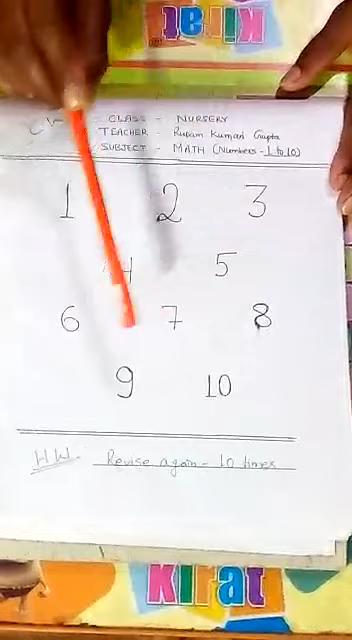 Kirat
CLASS - NURSERY
TEACHER - Rupam Kumari Gupta
SUBJECT - MATH (Numbers - 1 to 10)
1 2 3
4 5
6 7 8
9 10
H.W. Revise again - 10 times
Kirat